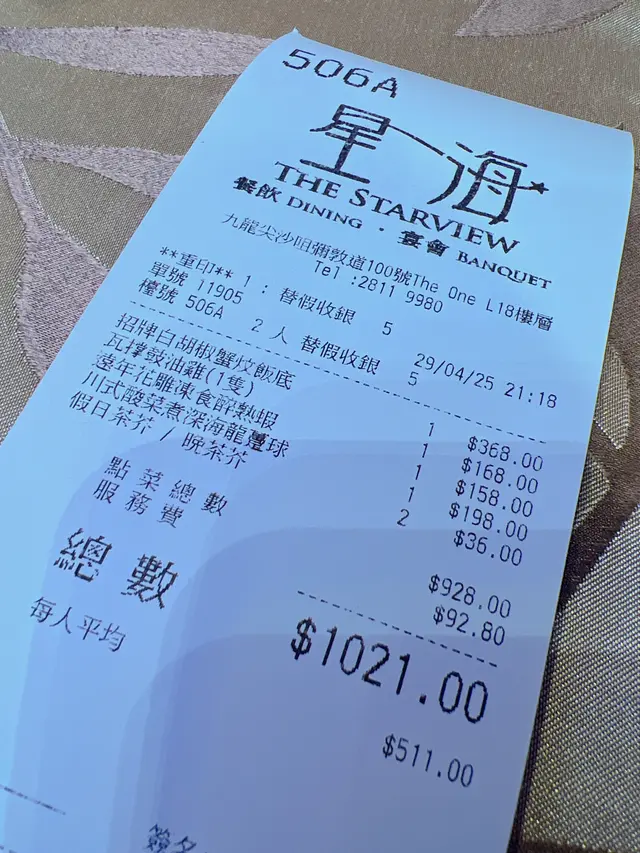 506A
星海
THE STARVIEW
餐飲 DINING · 宴會 BANQUET
九龍尖沙咀彌敦道100號The One L18樓層
Tel :2811 9980
**重印** 1 : 替假收銀 5
單號 11905 29/04/25 21:18
檯號 506A 2 人 替假收銀 5
招牌白胡椒蟹炆飯底 1 $368.00
瓦撑豉油雞(1隻) 1 $168.00
遠年花雕凍食醉熟蝦 1 $158.00
川式酸菜煮深海龍躉球 1 $198.00
假日茶芥 / 晚茶芥 2 $36.00
點菜總數 $928.00
服務費 $92.80
總數 $1021.00
每人平均 $511.00
簽名